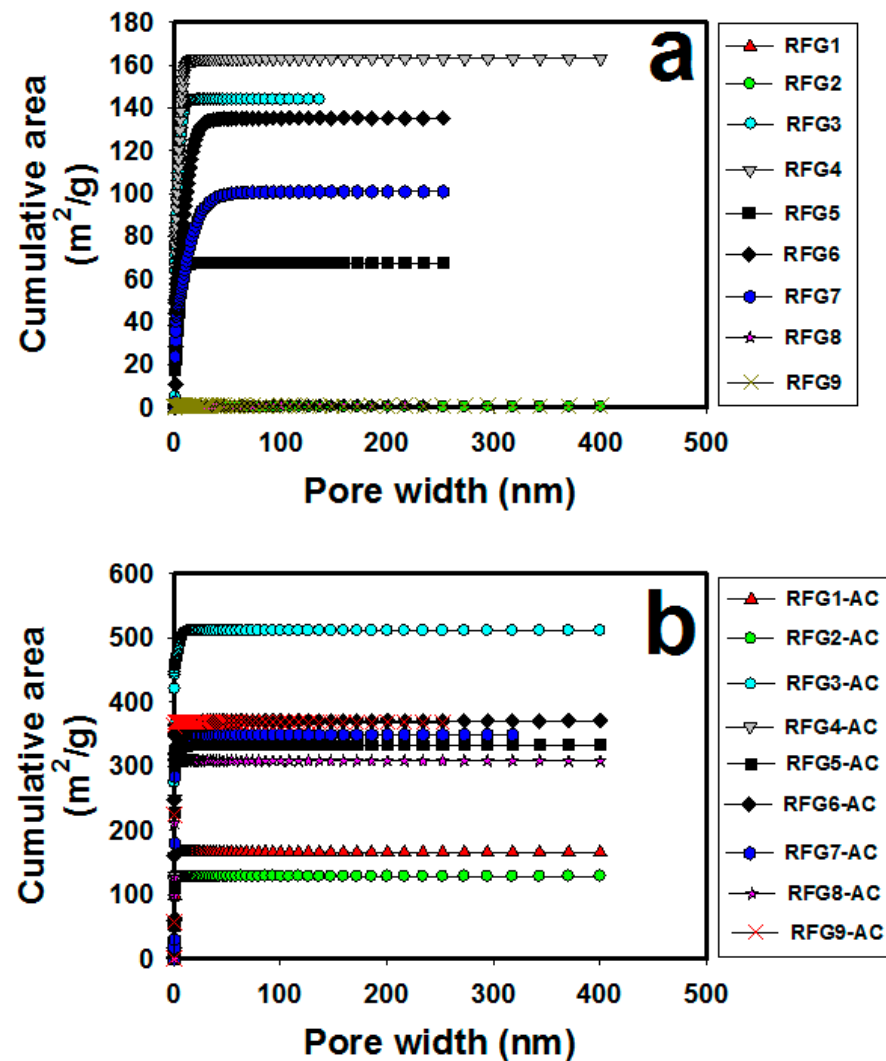 a
180
160
140
120
100
80
60
40
20
0
Cumulative area
(m²/g)
0 100 200 300 400 500
Pore width (nm)
RFG1
RFG2
RFG3
RFG4
RFG5
RFG6
RFG7
RFG8
RFG9
b
600
500
400
300
200
100
0
Cumulative area
(m²/g)
0 100 200 300 400 500
Pore width (nm)
RFG1-AC
RFG2-AC
RFG3-AC
RFG4-AC
RFG5-AC
RFG6-AC
RFG7-AC
RFG8-AC
RFG9-AC